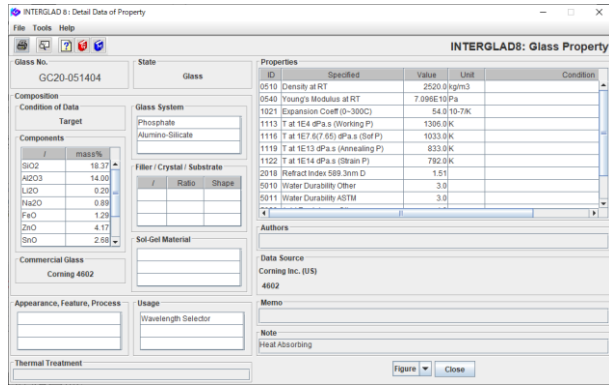 INTERGLAD 8: Detail Data of Property
File Tools Help
INTERGLAD8: Glass Property
Glass No.
GC20-051404
State
Glass
Composition
Condition of Data
Target
Components
/ mass%
SiO2 18.37
Al2O3 14.00
Li2O 0.20
Na2O 0.89
FeO 1.29
ZnO 4.17
SnO 2.68
Commercial Glass
Corning 4602
Glass System
Phosphate
Alumino-Silicate
Filler / Crystal / Substrate
/ Ratio Shape
Sol-Gel Material
Appearance, Feature, Process
Usage
Wavelength Selector
Thermal Treatment
Properties
ID Specified Value Unit Condition
0510 Density at RT 2520.0 kg/m3
0540 Young's Modulus at RT 7.096E10 Pa
1021 Expansion Coeff (0~300C) 54.0 10-7/K
1113 T at 1E4 dPa.s (Working P) 1306.0 K
1116 T at 1E7.6(7.65) dPa.s (Sof P) 1033.0 K
1119 T at 1E13 dPa.s (Annealing P) 833.0 K
1122 T at 1E14 dPa.s (Strain P) 792.0 K
2018 Refract Index 589.3nm D 1.51
5010 Water Durability Other 3.0
5011 Water Durability ASTM 3.0
Authors
Data Source
Corning Inc. (US)
4602
Memo
Note
Heat Absorbing
Figure Close